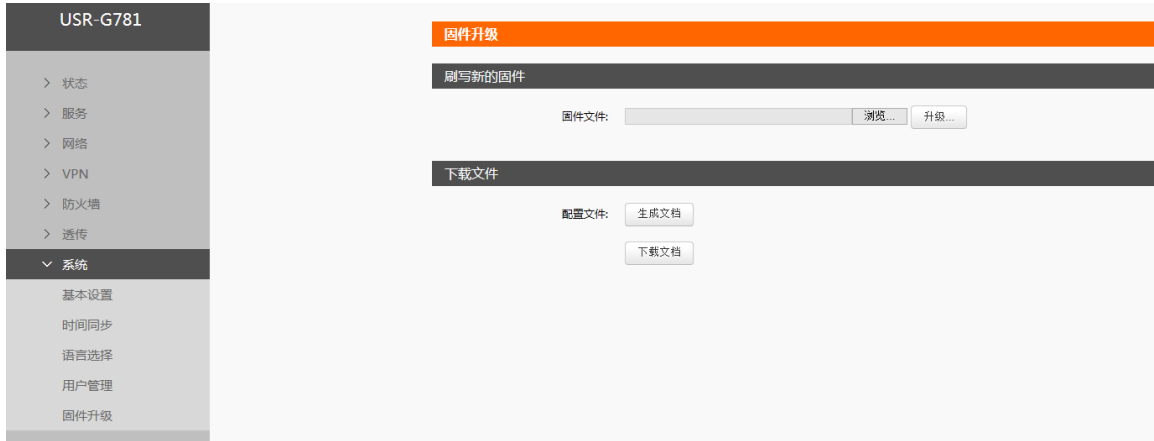 USR-G781
状态
服务
网络
VPN
防火墙
透传
系统
基本设置
时间同步
语言选择
用户管理
固件升级
固件升级
刷写新的固件
固件文件: 浏览... 升级...
下载文件
配置文件: 生成文档
下载文档